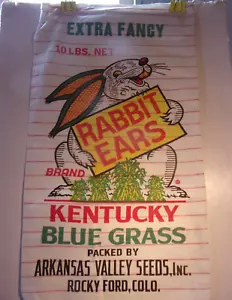 EXTRA FANCY
10 LBS. NET
RABBIT
EARS
BRAND
®
KENTUCKY
BLUE GRASS
PACKED BY
ARKANSAS VALLEY SEEDS, INC.
ROCKY FORD, COLO.